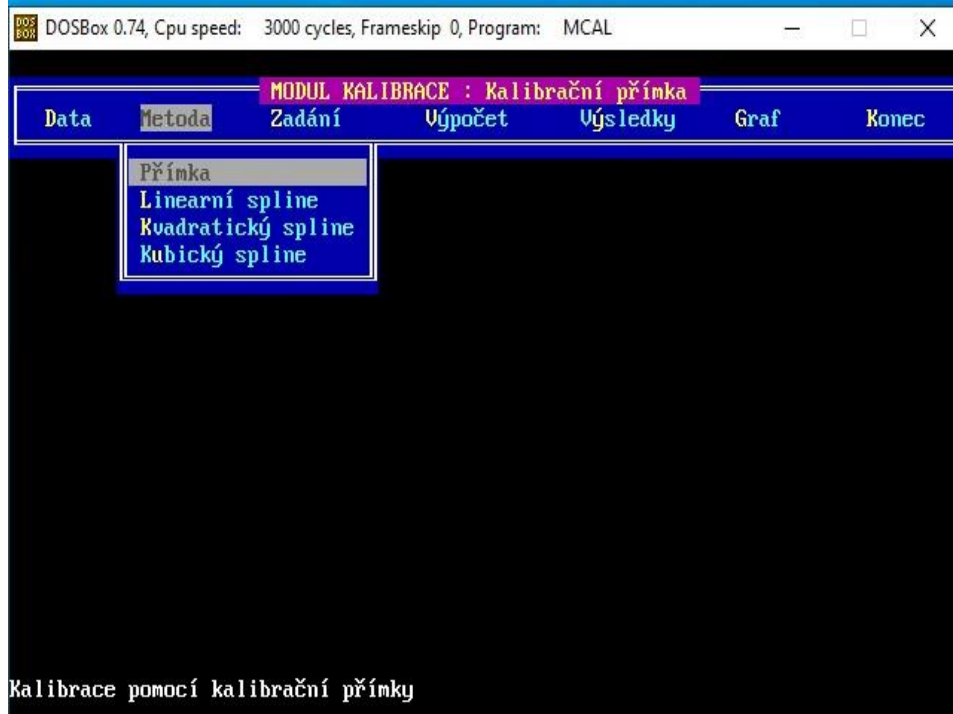 DOSBox 0.74, Cpu speed: 3000 cycles, Frameskip 0, Program: MCAL
MODUL KALIBRACE : Kalibrační přímka
Data Metoda Zadání Výpočet Výsledky Graf Konec
Přímka
Linearní spline
Kvadratický spline
Kubický spline
Kalibrace pomocí kalibrační přímky